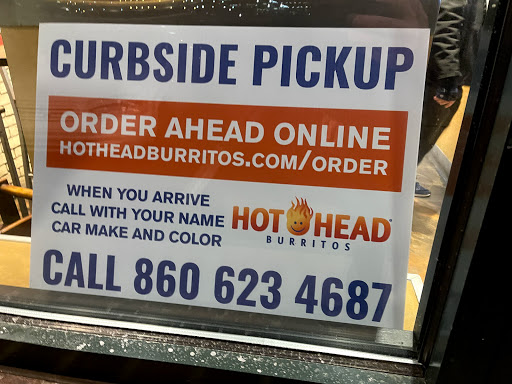 CURBSIDE PICKUP
ORDER AHEAD ONLINE
HOTHEADBURRITOS.COM/ORDER
WHEN YOU ARRIVE
CALL WITH YOUR NAME
CAR MAKE AND COLOR
HOT HEAD
BURRITOS
CALL 860 623 4687